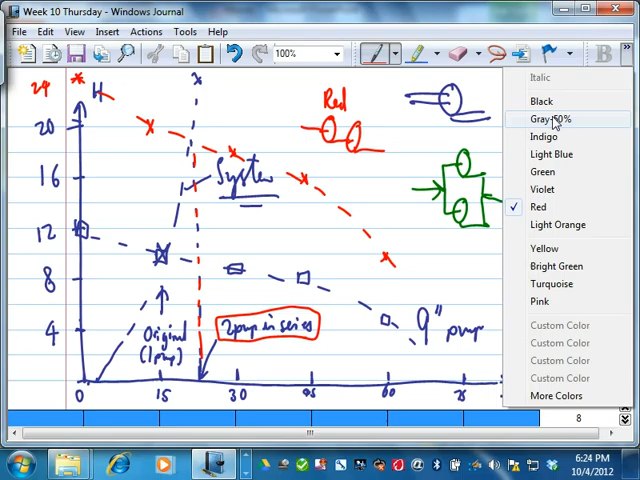 Week 10 Thursday - Windows Journal
File Edit View Insert Actions Tools Help
100%
B
Italic
Black
Gray-50%
Indigo
Light Blue
Green
Violet
Red
Light Orange
Yellow
Bright Green
Turquoise
Pink
Custom Color
Custom Color
Custom Color
Custom Color
More Colors
24 H
Red
20
16 System
12
8
4 Original
(1 pump)
2 pump in series
9" pump
0 15 30 45 60 75
8
6:24 PM
10/4/2012